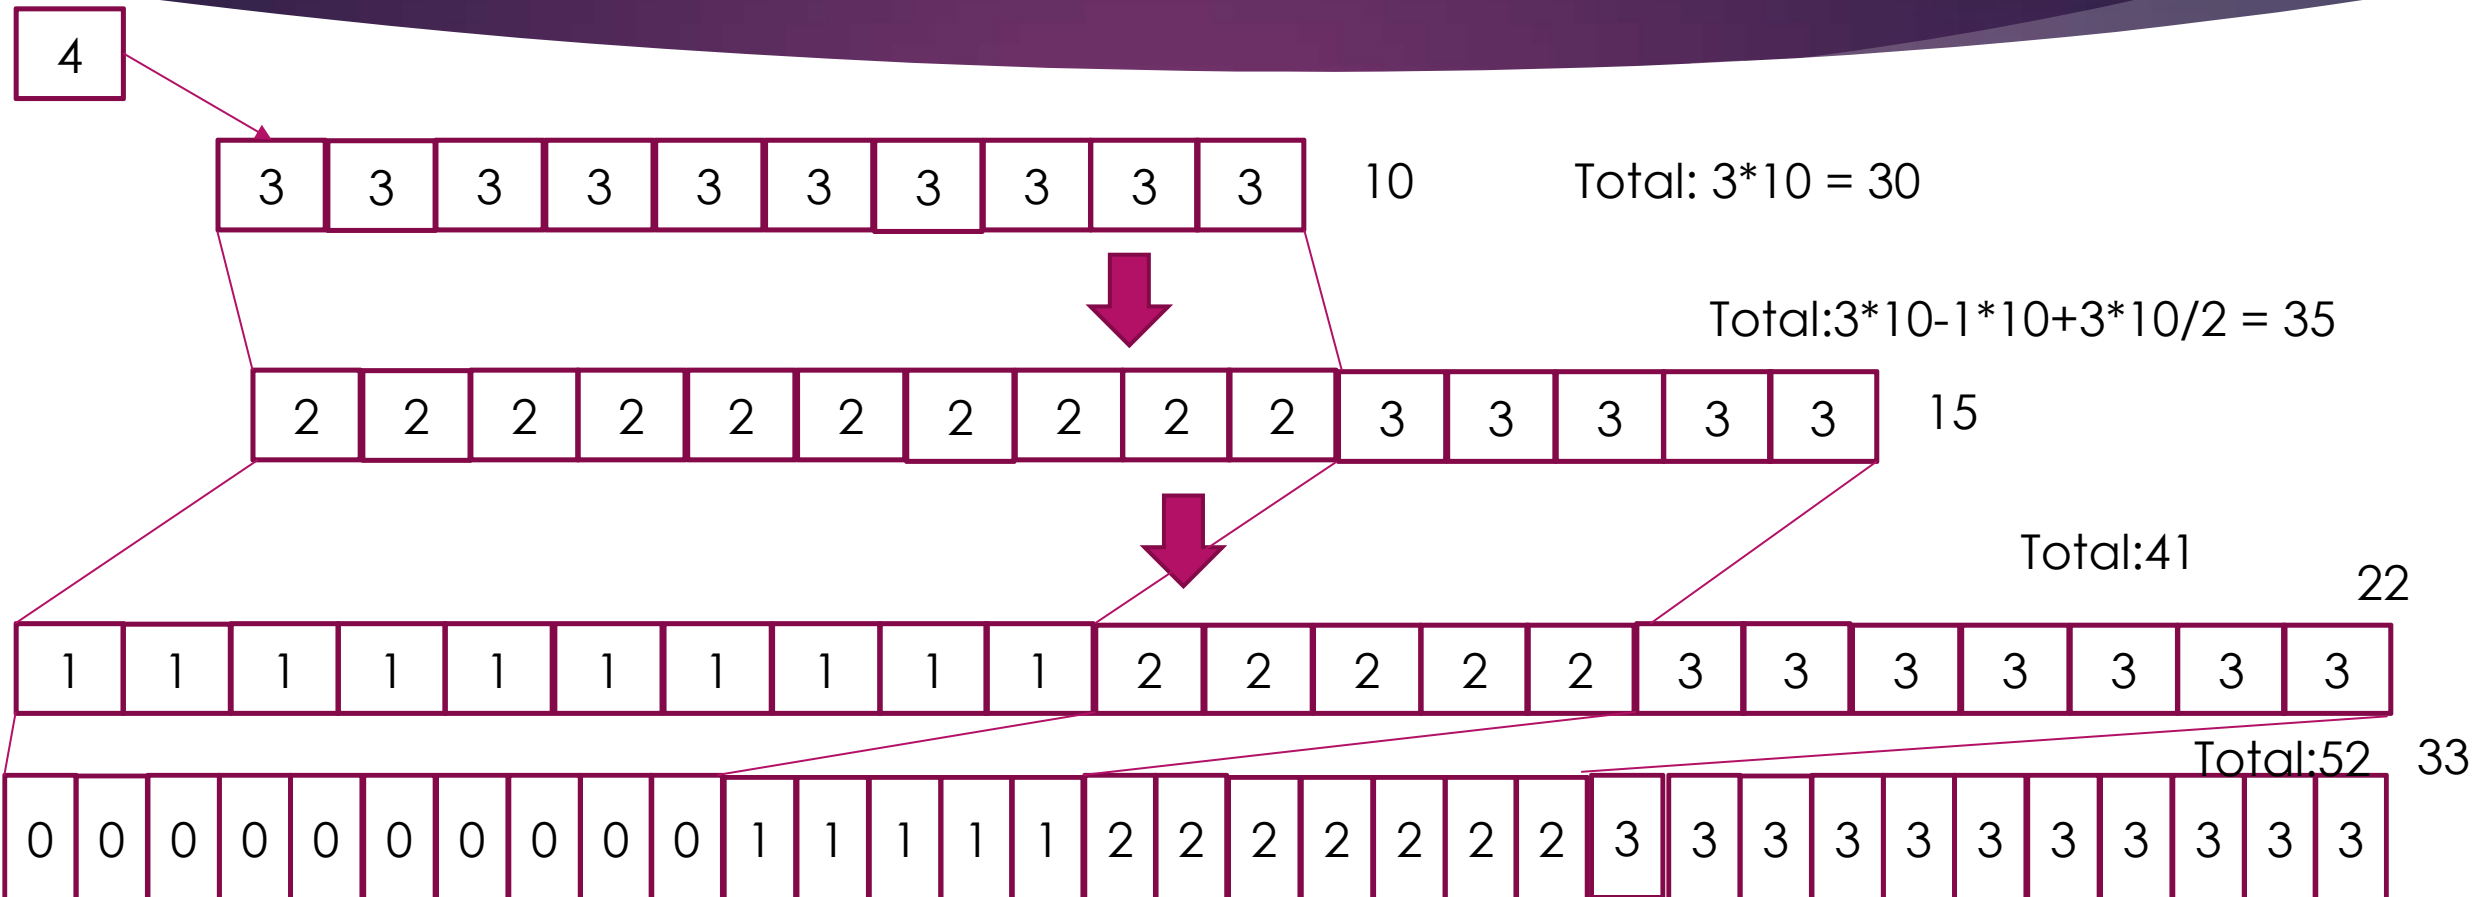 4
3 3 3 3 3 3 3 3 3 3 10 Total: 3*10 = 30
Total:3*10-1*10+3*10/2 = 35
2 2 2 2 2 2 2 2 2 2 3 3 3 3 3 15
Total:41
22
1 1 1 1 1 1 1 1 1 1 2 2 2 2 2 3 3 3 3 3 3 3
Total:52 33
0 0 0 0 0 0 0 0 0 0 1 1 1 1 1 2 2 2 2 2 2 2 3 3 3 3 3 3 3 3 3 3 3